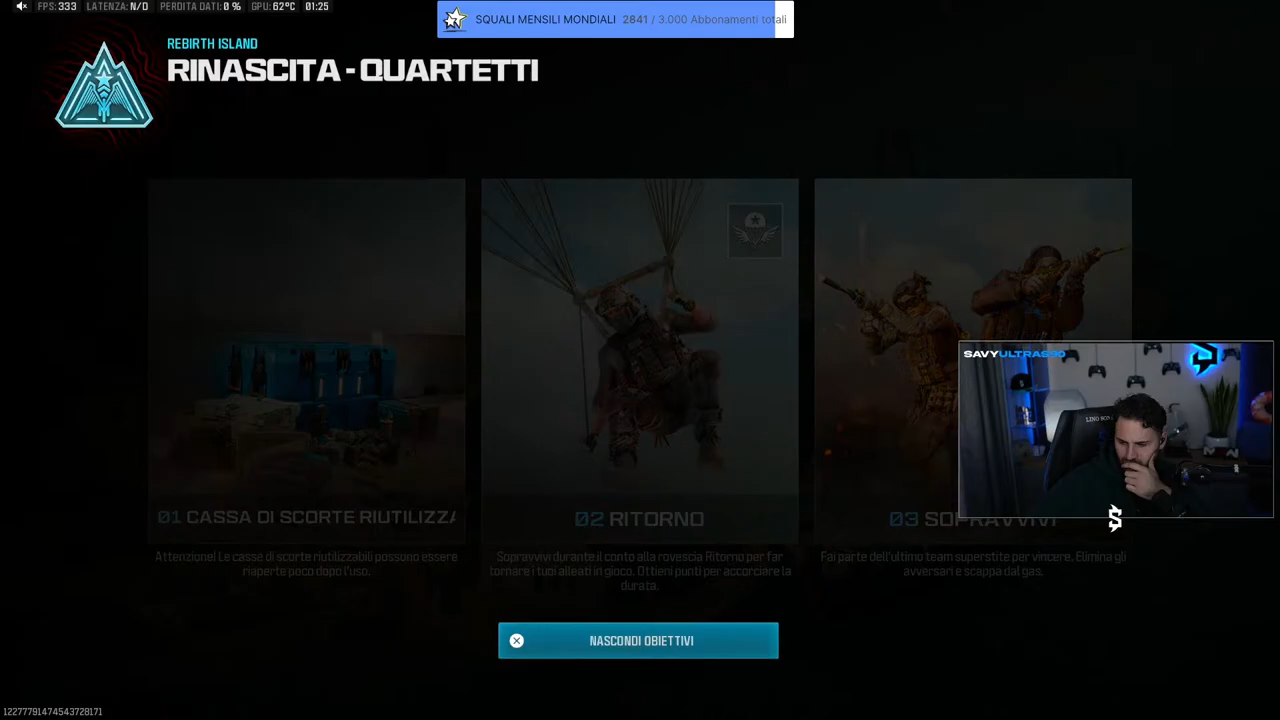 FPS: 333 LATENZA: N/D PERDITA DATI: 0 % GPU: 62°C 01:25
SQUALI MENSILI MONDIALI 2841 / 3.000 Abbonamenti totali
REBIRTH ISLAND
RINASCITA - QUARTETTI
SAVYULTRAS90
01 CASSA DI SCORTE RIUTILIZZA
02 RITORNO
03 SOPRAVVIVI
Attenzione! Le casse di scorte riutilizzabili possono essere
riaperte poco dopo l'uso.
Sopravvivi durante il conto alla rovescia Ritorno per far
tornare i tuoi alleati in gioco. Ottieni punti per accorciare la
durata.
Fai parte dell'ultimo team superstite per vincere. Elimina gli
avversari e scappa dal gas.
NASCONDI OBIETTIVI
12277791474543728171